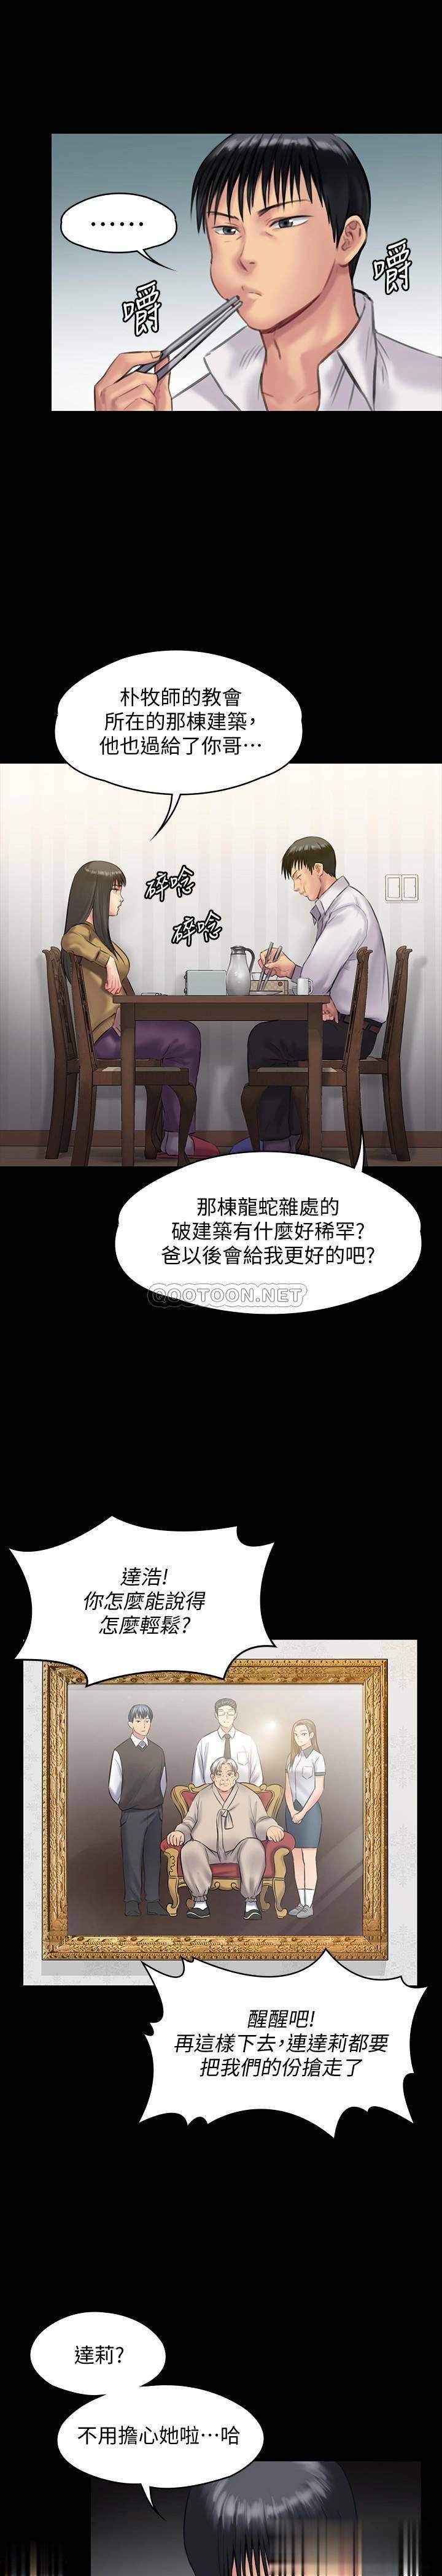 ……
嚼
嚼
朴牧師的教會
所在的那棟建築，
他也過給了你哥…
碎唸
碎唸
那棟龍蛇雜處的
破建築有什麼好稀罕?
爸以後會給我更好的吧?
QOOTOON.NET
達浩!
你怎麼能說得
怎麼輕鬆?
醒醒吧!
再這樣下去，連達莉都要
把我們的份搶走了
達莉?
不用擔心她啦…哈